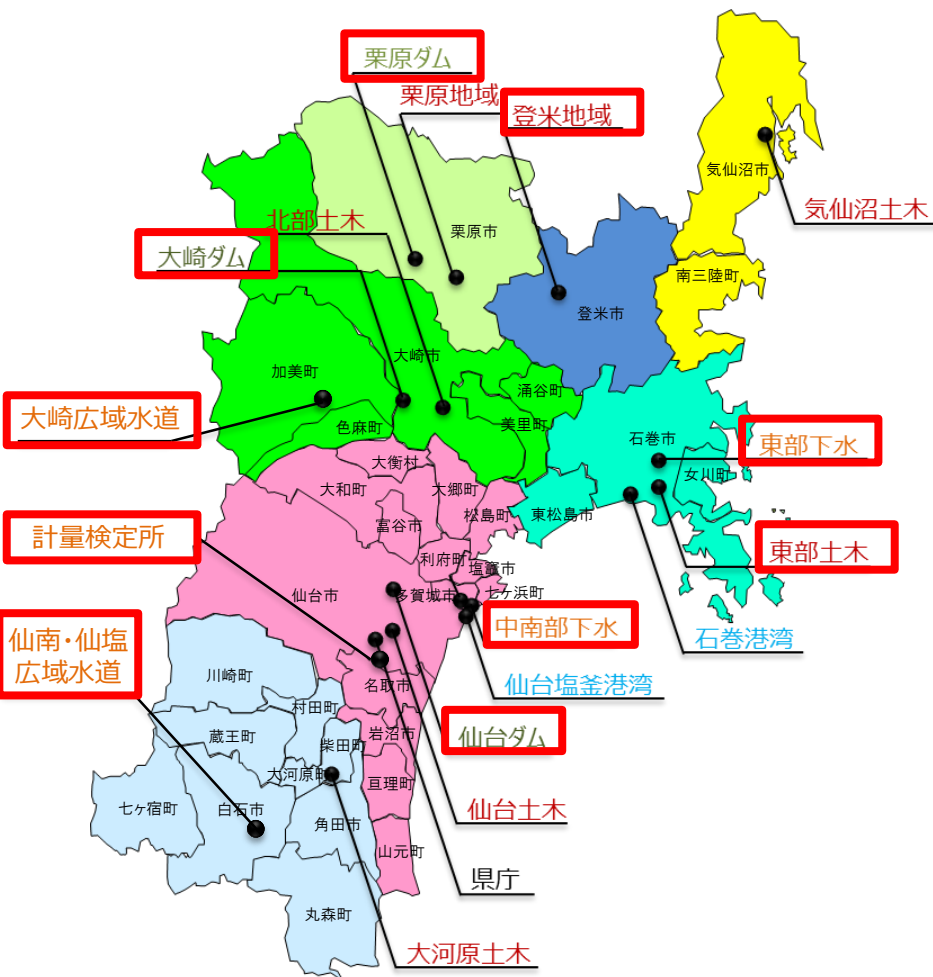 栗原ダム
栗原地域
登米地域
気仙沼市
気仙沼土木
北部土木
栗原市
大崎ダム
南三陸町
登米市
大崎市
加美町
涌谷町
大崎広域水道
色麻町
美里町
石巻市
東部下水
大衡村
女川町
大和町
大郷町
松島町
東松島市
富谷市
計量検定所
利府町
東部土木
塩竈市
仙台市
多賀城市
七ヶ浜町
中南部下水
石巻港湾
仙南・仙塩
広域水道
川崎町
名取市
仙台塩釜港湾
村田町
蔵王町
柴田町
岩沼市
仙台ダム
大河原町
亘理町
七ヶ宿町
白石市
角田市
仙台土木
山元町
県庁
丸森町
大河原土木